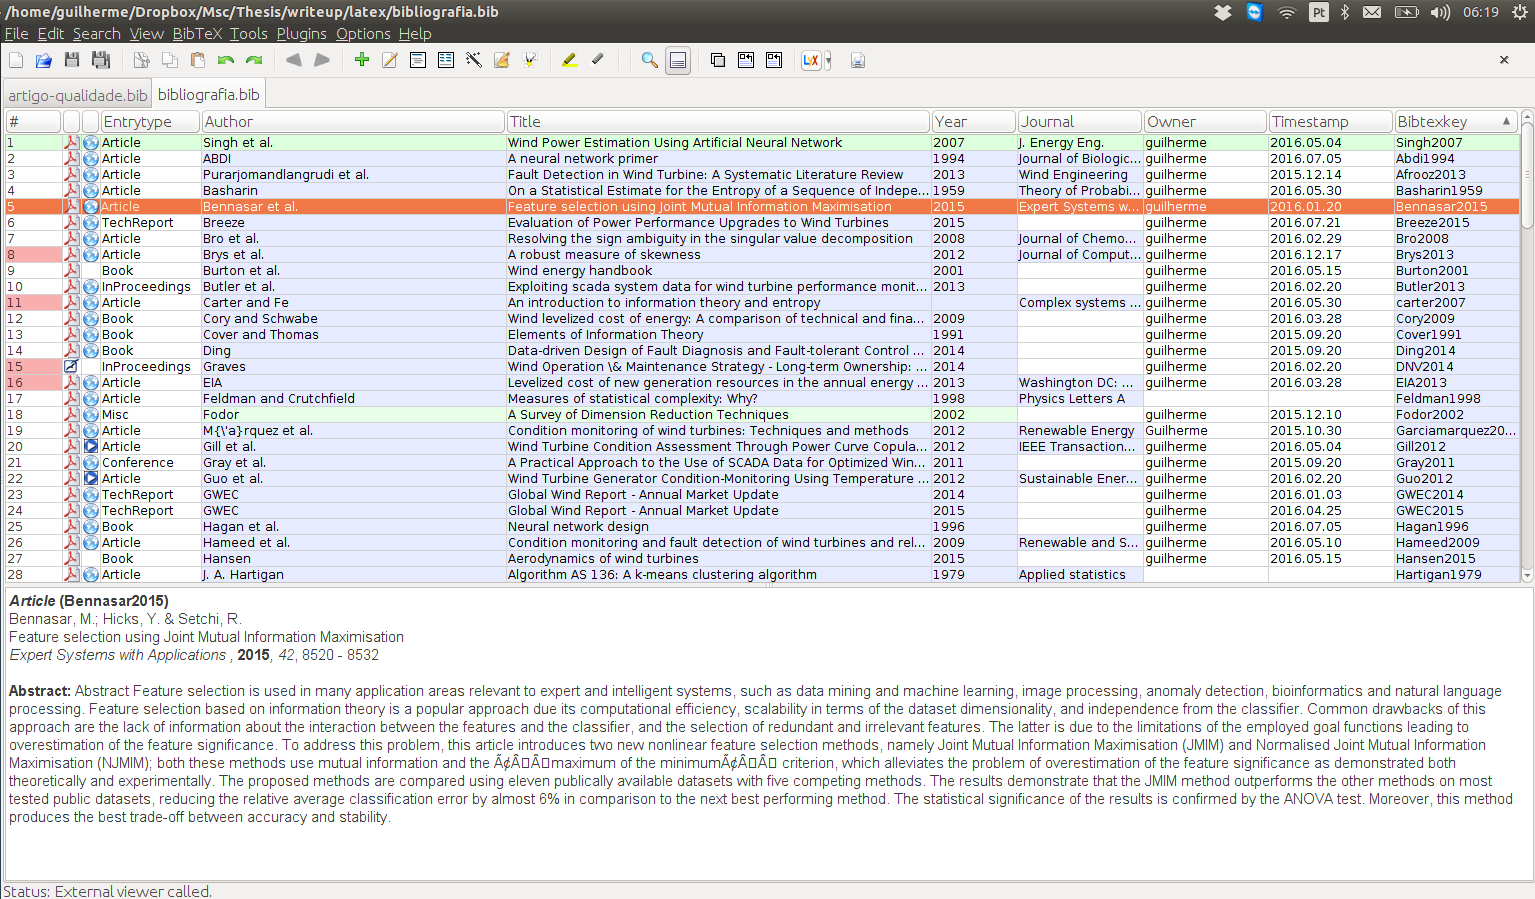 /home/guilherme/Dropbox/Msc/Thesis/writeup/latex/bibliografia.bib Pt 06:19
File Edit Search View BibTeX Tools Plugins Options Help
artigo-qualidade.bib bibliografia.bib
# Entrytype Author Title Year Journal Owner Timestamp Bibtexkey
1 Article Singh et al. Wind Power Estimation Using Artificial Neural Network 2007 J. Energy Eng. guilherme 2016.05.04 Singh2007
2 Article ABDI A neural network primer 1994 Journal of Biologic... guilherme 2016.07.05 Abdi1994
3 Article Purarjomandlangrudi et al. Fault Detection in Wind Turbine: A Systematic Literature Review 2013 Wind Engineering guilherme 2015.12.14 Afrooz2013
4 Article Basharin On a Statistical Estimate for the Entropy of a Sequence of Indepe... 1959 Theory of Probabi... guilherme 2016.05.30 Basharin1959
5 Article Bennasar et al. Feature selection using Joint Mutual Information Maximisation 2015 Expert Systems w... guilherme 2016.01.20 Bennasar2015
6 TechReport Breeze Evaluation of Power Performance Upgrades to Wind Turbines 2015 guilherme 2016.07.21 Breeze2015
7 Article Bro et al. Resolving the sign ambiguity in the singular value decomposition 2008 Journal of Chemo... guilherme 2016.02.29 Bro2008
8 Article Brys et al. A robust measure of skewness 2012 Journal of Comput... guilherme 2016.12.17 Brys2013
9 Book Burton et al. Wind energy handbook 2001 guilherme 2016.05.15 Burton2001
10 InProceedings Butler et al. Exploiting scada system data for wind turbine performance monit... 2013 guilherme 2016.02.20 Butler2013
11 Article Carter and Fe An introduction to information theory and entropy Complex systems ... guilherme 2016.05.30 carter2007
12 Book Cory and Schwabe Wind levelized cost of energy: A comparison of technical and fina... 2009 guilherme 2016.03.28 Cory2009
13 Book Cover and Thomas Elements of Information Theory 1991 guilherme 2015.09.20 Cover1991
14 Book Ding Data-driven Design of Fault Diagnosis and Fault-tolerant Control ... 2014 guilherme 2015.09.20 Ding2014
15 InProceedings Graves Wind Operation \& Maintenance Strategy - Long-term Ownership: ... 2014 guilherme 2016.02.20 DNV2014
16 Article EIA Levelized cost of new generation resources in the annual energy ... 2013 Washington DC: ... guilherme 2016.03.28 EIA2013
17 Article Feldman and Crutchfield Measures of statistical complexity: Why? 1998 Physics Letters A Feldman1998
18 Misc Fodor A Survey of Dimension Reduction Techniques 2002 guilherme 2015.12.10 Fodor2002
19 Article M{\'a}rquez et al. Condition monitoring of wind turbines: Techniques and methods 2012 Renewable Energy Guilherme 2015.10.30 Garciamarquez20...
20 Article Gill et al. Wind Turbine Condition Assessment Through Power Curve Copula... 2012 IEEE Transaction... guilherme 2016.05.04 Gill2012
21 Conference Gray et al. A Practical Approach to the Use of SCADA Data for Optimized Win... 2011 guilherme 2015.09.20 Gray2011
22 Article Guo et al. Wind Turbine Generator Condition-Monitoring Using Temperature ... 2012 Sustainable Ener... guilherme 2016.02.20 Guo2012
23 TechReport GWEC Global Wind Report - Annual Market Update 2014 guilherme 2016.01.03 GWEC2014
24 TechReport GWEC Global Wind Report - Annual Market Update 2015 guilherme 2016.04.25 GWEC2015
25 Book Hagan et al. Neural network design 1996 guilherme 2016.07.05 Hagan1996
26 Article Hameed et al. Condition monitoring and fault detection of wind turbines and rel... 2009 Renewable and S... guilherme 2016.03.20 Hameed2009
27 Book Hansen Aerodynamics of wind turbines 2015 guilherme 2016.05.15 Hansen2015
28 Article J. A. Hartigan Algorithm AS 136: A k-means clustering algorithm 1979 Applied statistics Hartigan1979
Article (Bennasar2015)
Bennasar, M.; Hicks, Y. & Setchi, R.
Feature selection using Joint Mutual Information Maximisation
Expert Systems with Applications , 2015, 42, 8520 - 8532
Abstract: Abstract Feature selection is used in many application areas relevant to expert and intelligent systems, such as data mining and machine learning, image processing, anomaly detection, bioinformatics and natural language
processing. Feature selection based on information theory is a popular approach due its computational efficiency, scalability in terms of the dataset dimensionality, and independence from the classifier. Common drawbacks of this
approach are the lack of information about the interaction between the features and the classifier, and the selection of redundant and irrelevant features. The latter is due to the limitations of the employed goal functions leading to
overestimation of the feature significance. To address this problem, this article introduces two new nonlinear feature selection methods, namely Joint Mutual Information Maximisation (JMIM) and Normalised Joint Mutual Information
Maximisation (NJMIM); both these methods use mutual information and the Ã¢ÂÂmaximum of the minimumÃ¢ÂÂ criterion, which alleviates the problem of overestimation of the feature significance as demonstrated both
theoretically and experimentally. The proposed methods are compared using eleven publically available datasets with five competing methods. The results demonstrate that the JMIM method outperforms the other methods on most
tested public datasets, reducing the relative average classification error by almost 6% in comparison to the next best performing method. The statistical significance of the results is confirmed by the ANOVA test. Moreover, this method
produces the best trade-off between accuracy and stability.
Status: External viewer called.